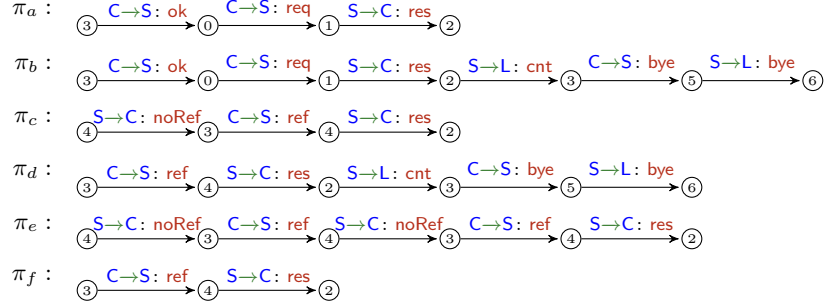 π_a : C→S: ok C→S: req S→C: res
3 0 1 2
π_b : C→S: ok C→S: req S→C: res S→L: cnt C→S: bye S→L: bye
3 0 1 2 3 5 6
π_c : S→C: noRef C→S: ref S→C: res
4 3 4 2
π_d : C→S: ref S→C: res S→L: cnt C→S: bye S→L: bye
3 4 2 3 5 6
π_e : S→C: noRef C→S: ref S→C: noRef C→S: ref S→C: res
4 3 4 3 4 2
π_f : C→S: ref S→C: res
3 4 2